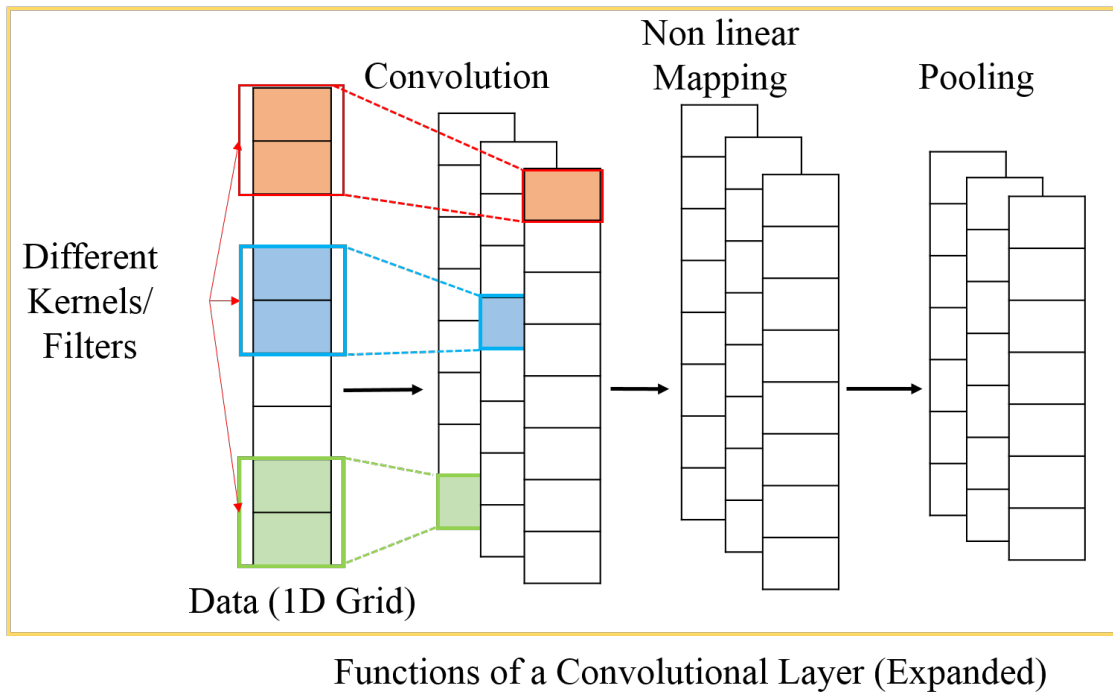 Non linear
Mapping
Convolution
Pooling
Different
Kernels/
Filters
Data (1D Grid)
Functions of a Convolutional Layer (Expanded)